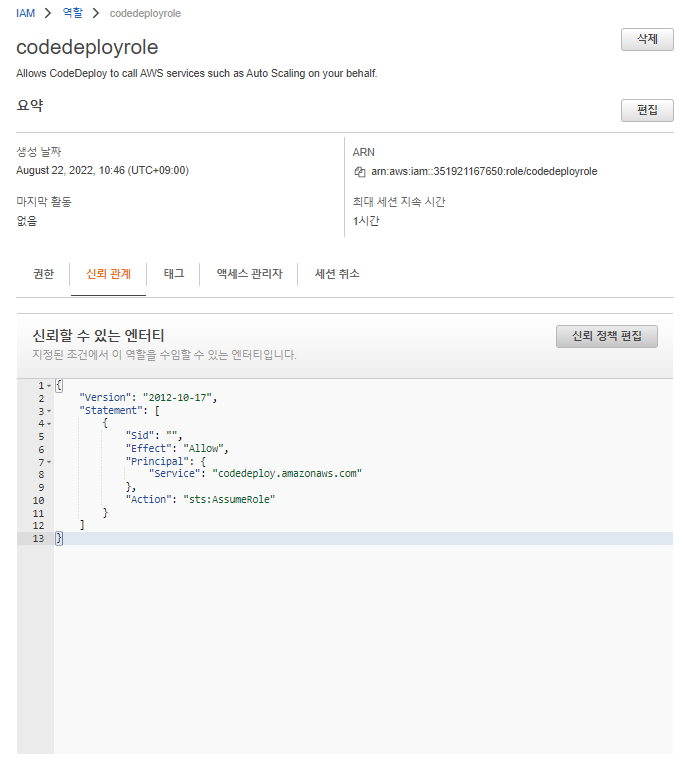 IAM > 역할 > codedeployrole
codedeployrole
삭제
Allows CodeDeploy to call AWS services such as Auto Scaling on your behalf.
요약
편집
생성 날짜
August 22, 2022, 10:46 (UTC+09:00)
ARN
arn:aws:iam::351921167650:role/codedeployrole
마지막 활동
없음
최대 세션 지속 시간
1시간
권한 신뢰 관계 태그 액세스 관리자 세션 취소
신뢰할 수 있는 엔터티
지정된 조건에서 이 역할을 수임할 수 있는 엔터티입니다.
신뢰 정책 편집
1 {
2 "Version": "2012-10-17",
3 "Statement": [
4 {
5 "Sid": "",
6 "Effect": "Allow",
7 "Principal": {
8 "Service": "codedeploy.amazonaws.com"
9 },
10 "Action": "sts:AssumeRole"
11 }
12 ]
13 }